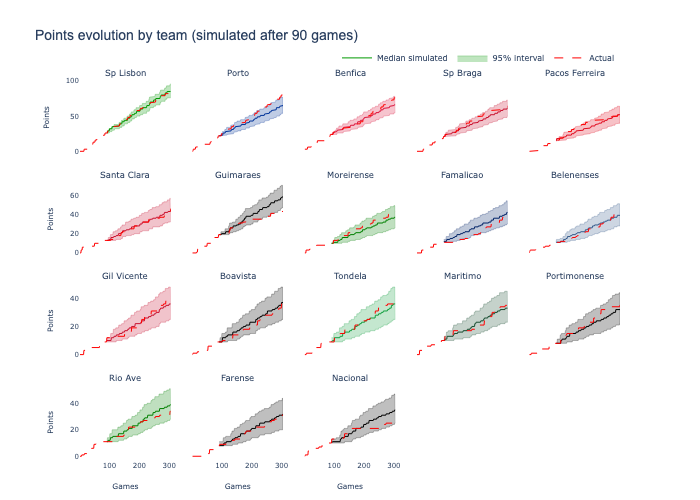 Points evolution by team (simulated after 90 games)
Median simulated 95% interval Actual
Sp Lisbon Porto Benfica Sp Braga Pacos Ferreira
100
50
0
Points
Santa Clara Guimaraes Moreirense Famalicao Belenenses
60
40
20
0
Points
Gil Vicente Boavista Tondela Maritimo Portimonense
40
20
0
Points
Rio Ave Farense Nacional
40
20
0
Points
100 200 300 100 200 300 100 200 300
Games Games Games